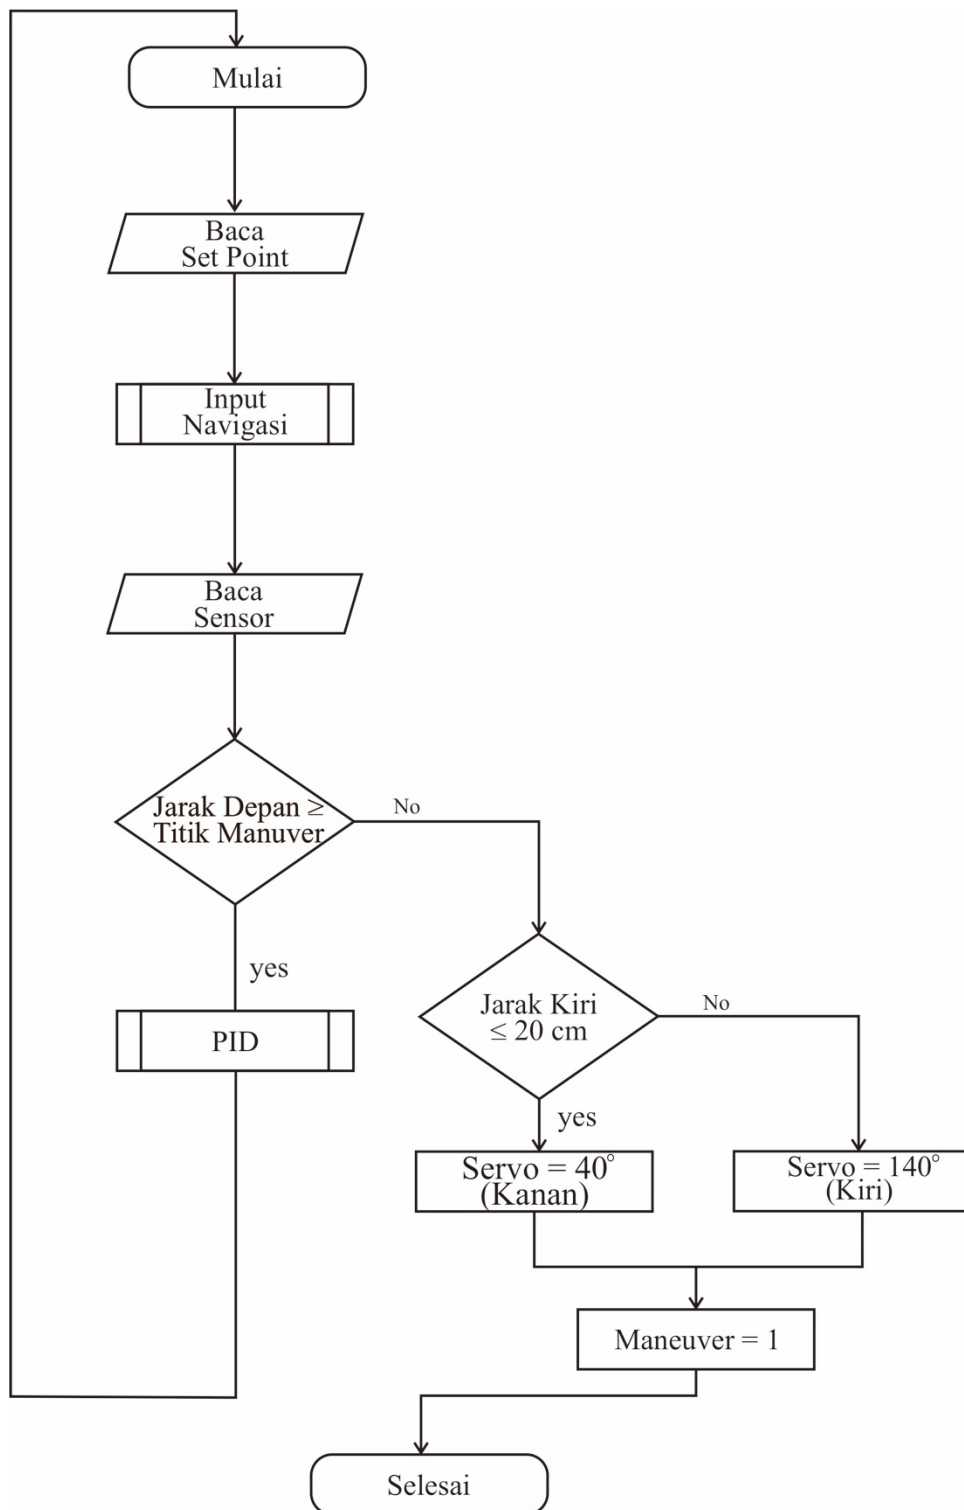 Mulai
Baca
Set Point
Input
Navigasi
Baca
Sensor
Jarak Depan ≥
Titik Manuver
No
yes
PID
Jarak Kiri
≤ 20 cm
No
yes
Servo = 40°
(Kanan)
Servo = 140°
(Kiri)
Maneuver = 1
Selesai